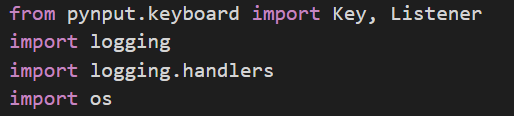 from pynput.keyboard import Key, Listener
import logging
import logging.handlers
import os